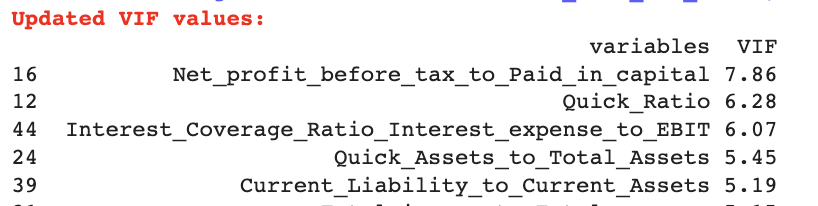 Updated VIF values:
variables VIF
16 Net_profit_before_tax_to_Paid_in_capital 7.86
12 Quick_Ratio 6.28
44 Interest_Coverage_Ratio_Interest_expense_to_EBIT 6.07
24 Quick_Assets_to_Total_Assets 5.45
39 Current_Liability_to_Current_Assets 5.19